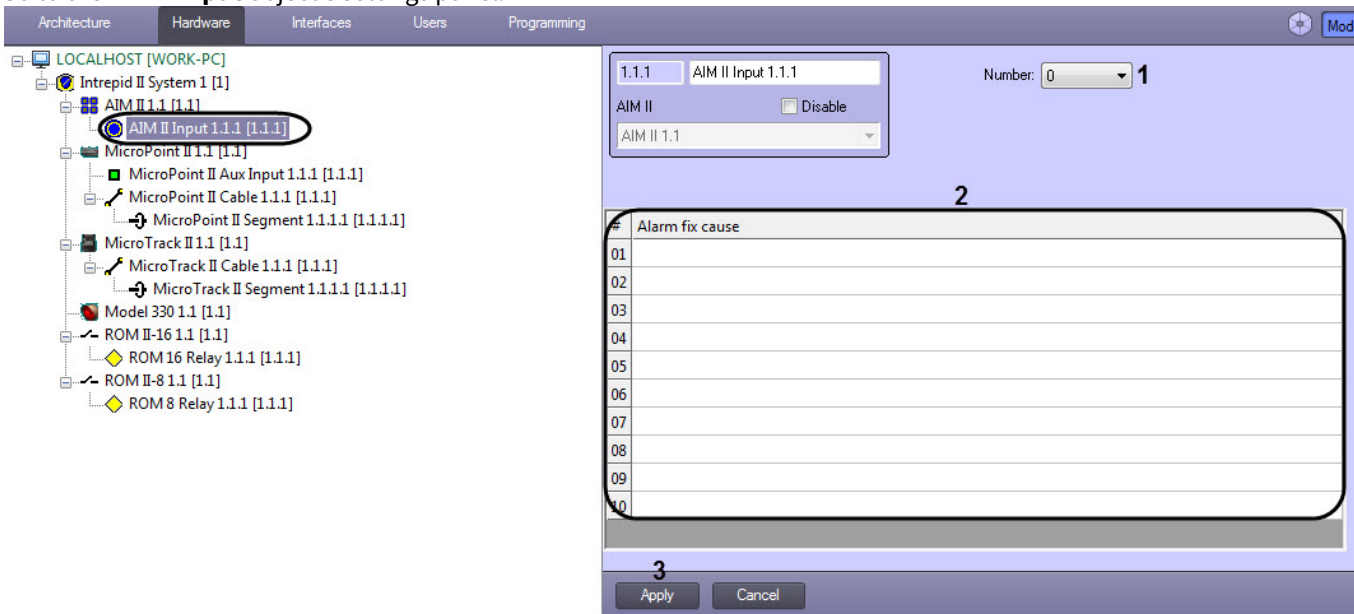 Architecture Hardware Interfaces Users Programming Mod
LOCALHOST [WORK-PC]
Intrepid II System 1 [1]
AIM II 1.1 [1.1]
AIM II Input 1.1.1 [1.1.1]
MicroPoint II 1.1 [1.1]
MicroPoint II Aux Input 1.1.1 [1.1.1]
MicroPoint II Cable 1.1.1 [1.1.1]
MicroPoint II Segment 1.1.1.1 [1.1.1.1]
MicroTrack II 1.1 [1.1]
MicroTrack II Cable 1.1.1 [1.1.1]
MicroTrack II Segment 1.1.1.1 [1.1.1.1]
Model 330 1.1 [1.1]
ROM II-16 1.1 [1.1]
ROM 16 Relay 1.1.1 [1.1.1]
ROM II-8 1.1 [1.1]
ROM 8 Relay 1.1.1 [1.1.1]
1.1.1 AIM II Input 1.1.1 Number: 0 1
AIM II Disable
AIM II 1.1
2
# Alarm fix cause
01
02
03
04
05
06
07
08
09
10
3
Apply Cancel